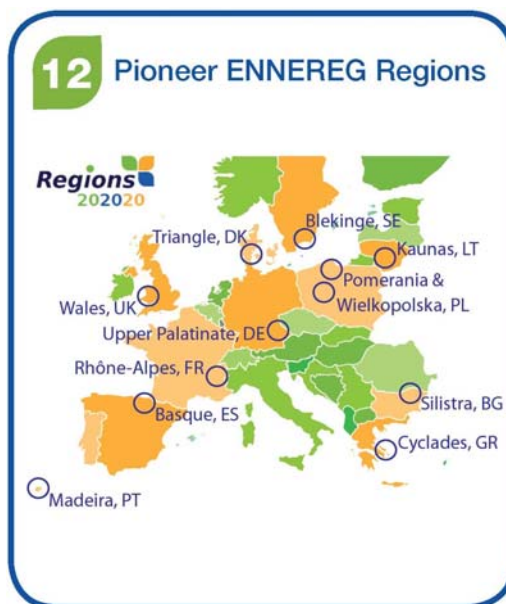 12 Pioneer ENNEREG Regions
Regions
202020
Blekinge, SE
Triangle, DK
Kaunas, LT
Pomerania &
Wielkopolska, PL
Wales, UK
Upper Palatinate, DE
Rhône-Alpes, FR
Basque, ES
Silistra, BG
Cyclades, GR
Madeira, PT